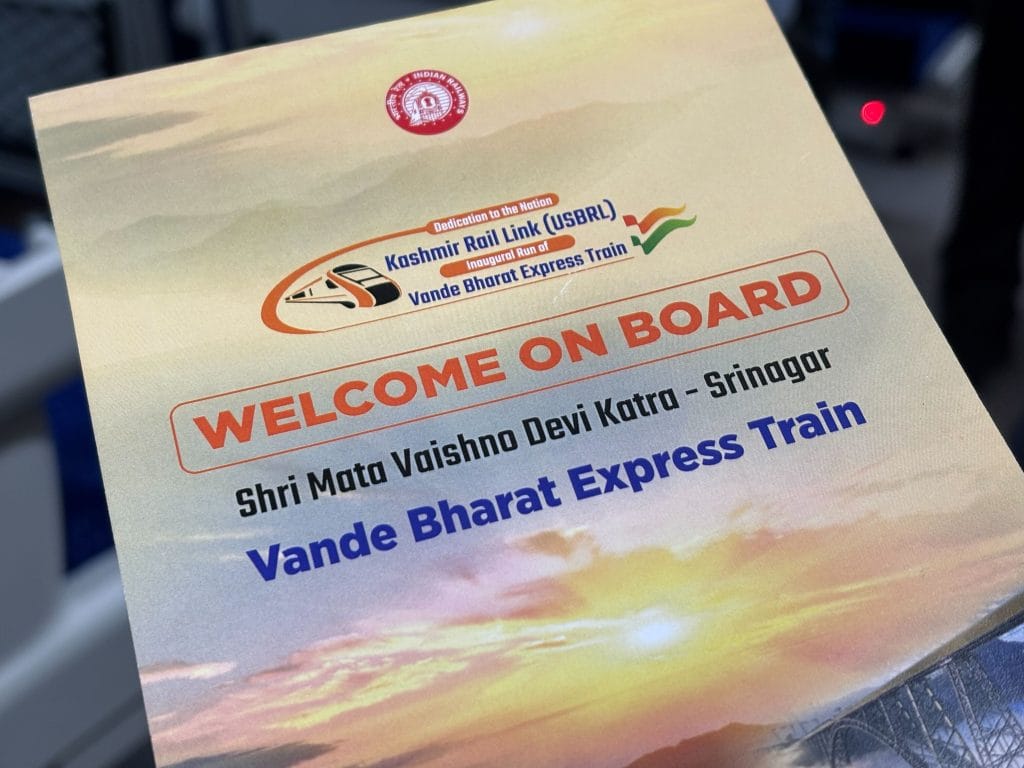 भारतीय रेल INDIAN RAILWAYS
Dedication to the Nation
Kashmir Rail Link (USBRL)
Inaugural Run of
Vande Bharat Express Train
WELCOME ON BOARD
Shri Mata Vaishno Devi Katra - Srinagar
Vande Bharat Express Train